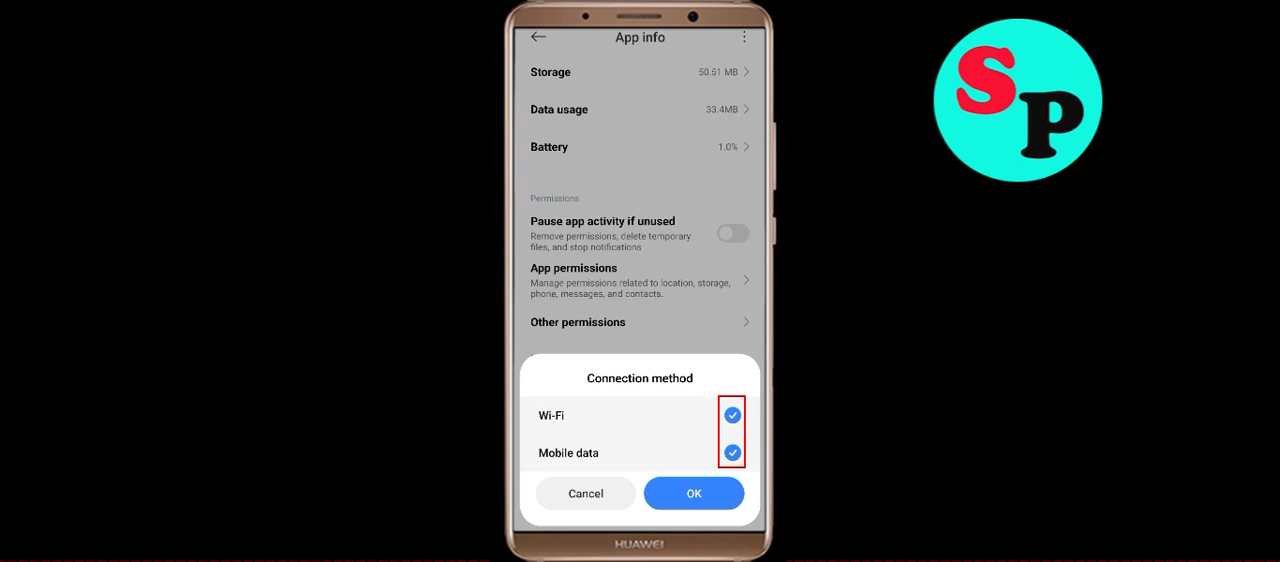 App info
Storage
50.51 MB
Data usage
33.4MB
Battery
1.0%
Permissions
Pause app activity if unused
Remove permissions, delete temporary
files, and stop notifications
App permissions
Manage permissions related to location, storage,
phone, messages, and contacts.
Other permissions
Connection method
Wi-Fi
Mobile data
Cancel
OK
HUAWEI
SP